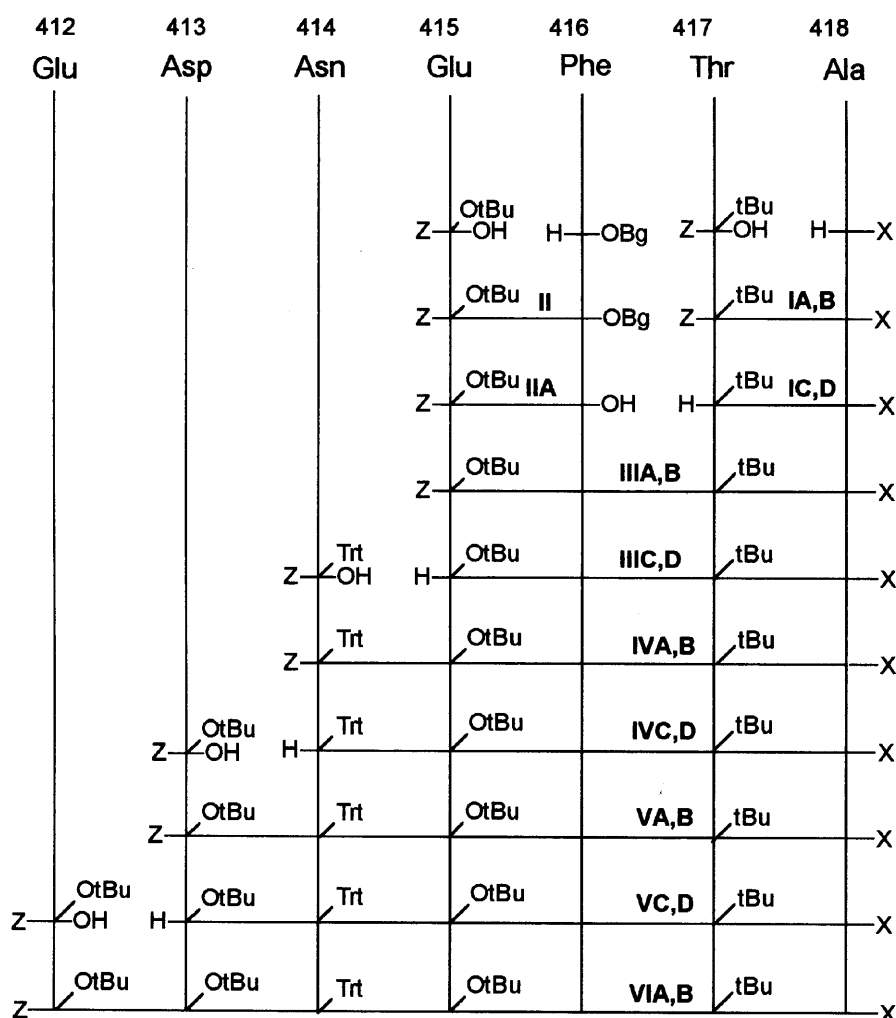 412 413 414 415 416 417 418
Glu Asp Asn Glu Phe Thr Ala
OtBu tBu
Z OH H OBg Z OH H X
OtBu II tBu IA,B
Z OBg Z X
OtBu IIA tBu IC,D
Z OH H X
OtBu IIIA,B tBu
Z X
Trt OtBu IIIC,D tBu
Z OH H X
Trt OtBu IVA,B tBu
Z X
OtBu Trt OtBu IVC,D tBu
Z OH H X
OtBu Trt OtBu VA,B tBu
Z X
OtBu OtBu Trt OtBu VC,D tBu
Z OH H X
OtBu OtBu Trt OtBu VIA,B tBu
Z X